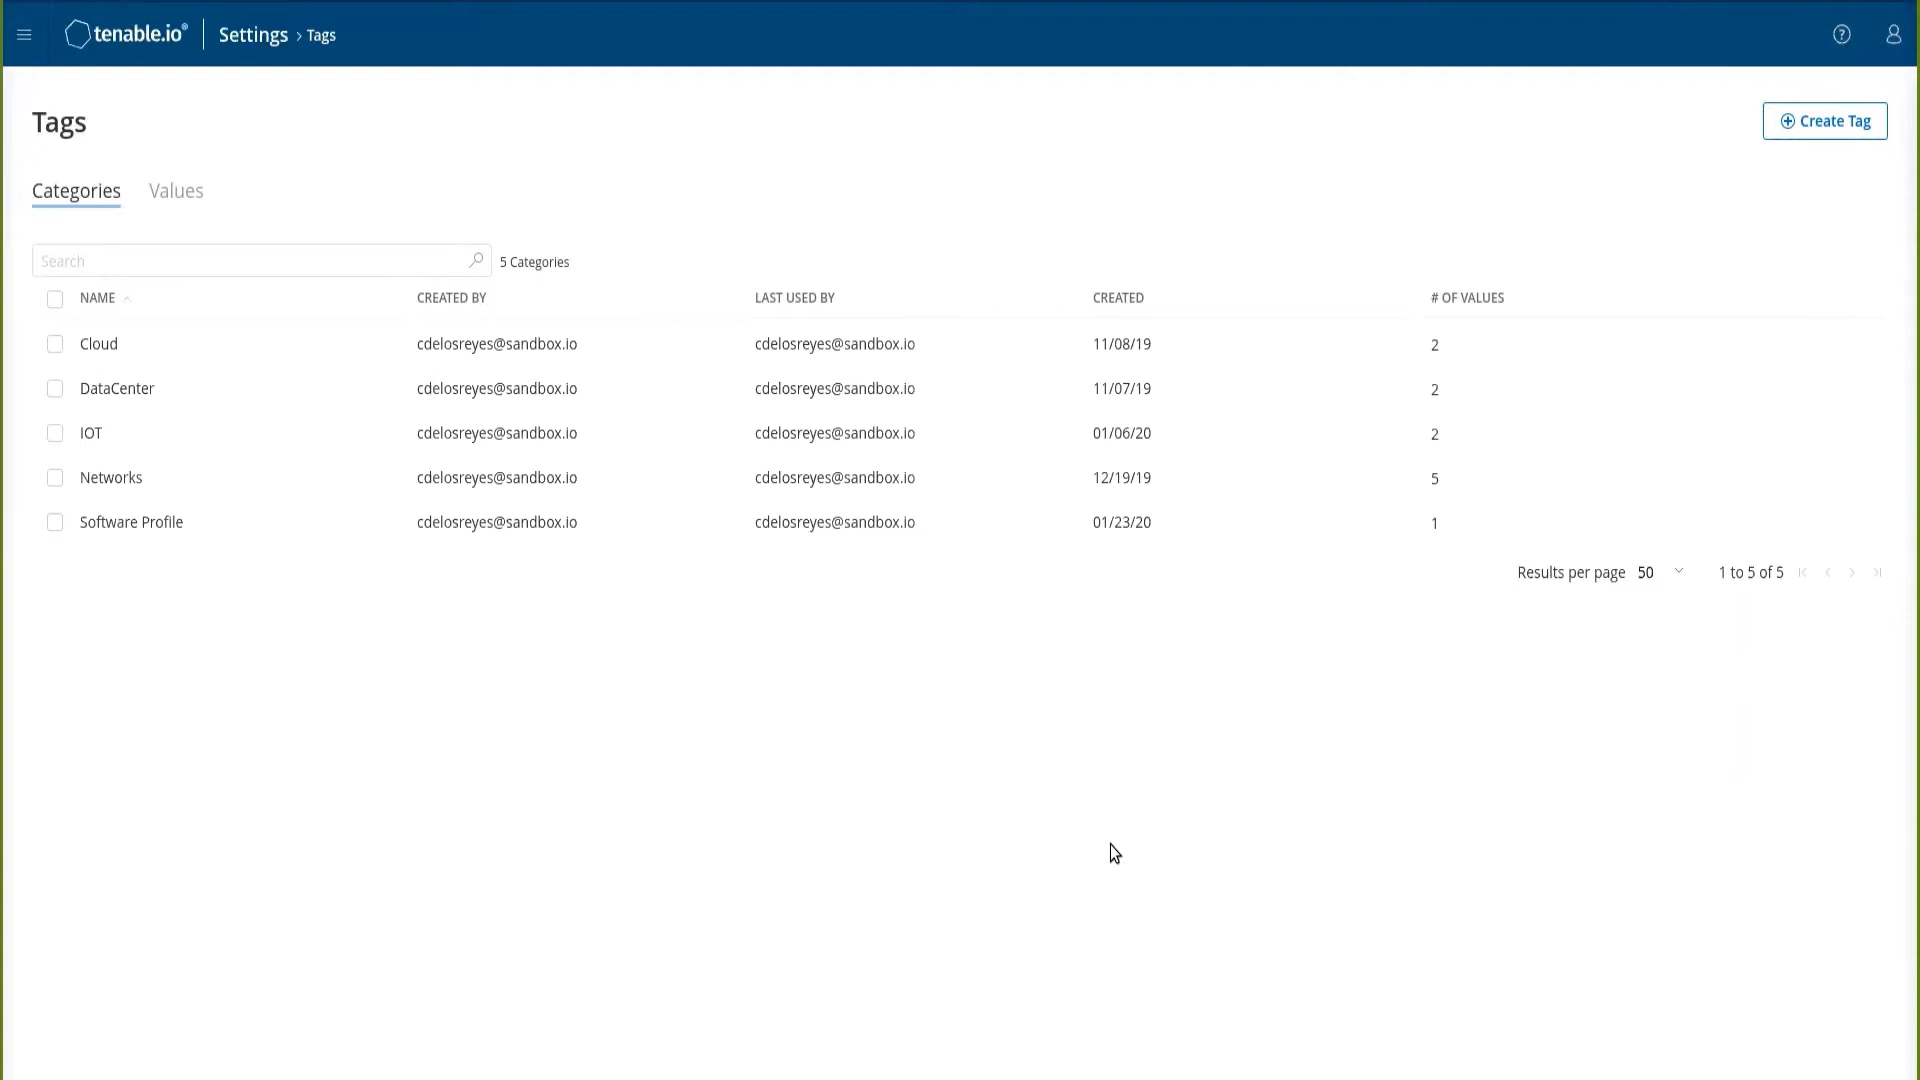 tenable.io® Settings > Tags
Tags
Create Tag
Categories Values
Search 5 Categories
NAME CREATED BY LAST USED BY CREATED # OF VALUES
Cloud cdelosreyes@sandbox.io cdelosreyes@sandbox.io 11/08/19 2
DataCenter cdelosreyes@sandbox.io cdelosreyes@sandbox.io 11/07/19 2
IOT cdelosreyes@sandbox.io cdelosreyes@sandbox.io 01/06/20 2
Networks cdelosreyes@sandbox.io cdelosreyes@sandbox.io 12/19/19 5
Software Profile cdelosreyes@sandbox.io cdelosreyes@sandbox.io 01/23/20 1
Results per page 50 1 to 5 of 5